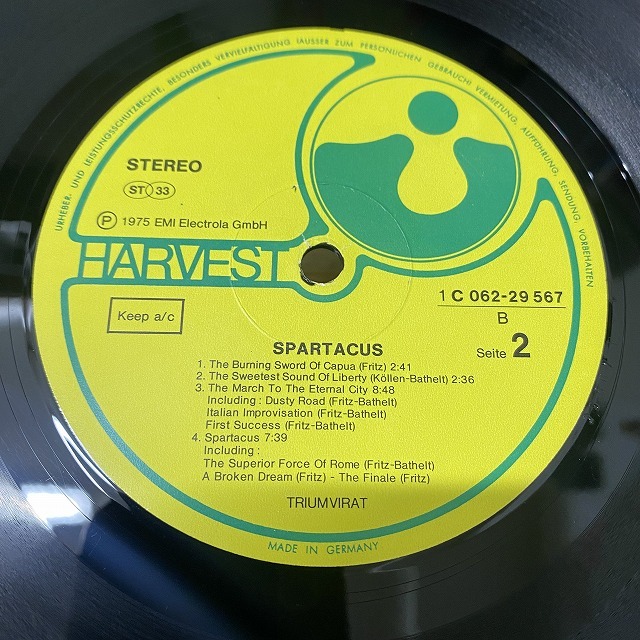 URHEBER- UND LEISTUNGSSCHUTZRECHTE, BESONDERS VERVIELFÄLTIGUNG (AUSSER ZUM PERSÖNLICHEN GEBRAUCH) VERMIETUNG, AUFFÜHRUNG, SENDUNG, VORBEHALTEN
STEREO
ST 33
Ⓟ 1975 EMI Electrola GmbH
HARVEST
1 C 062-29 567
Keep a/c
B
Seite 2
SPARTACUS
1. The Burning Sword Of Capua (Fritz) 2:41
2. The Sweetest Sound Of Liberty (Köllen-Bathelt) 2:36
3. The March To The Eternal City 8:48
Including : Dusty Road (Fritz-Bathelt)
Italian Improvisation (Fritz-Bathelt)
First Success (Fritz-Bathelt)
4. Spartacus 7:39
Including :
The Superior Force Of Rome (Fritz-Bathelt)
A Broken Dream (Fritz) - The Finale (Fritz)
TRIUMVIRAT
MADE IN GERMANY